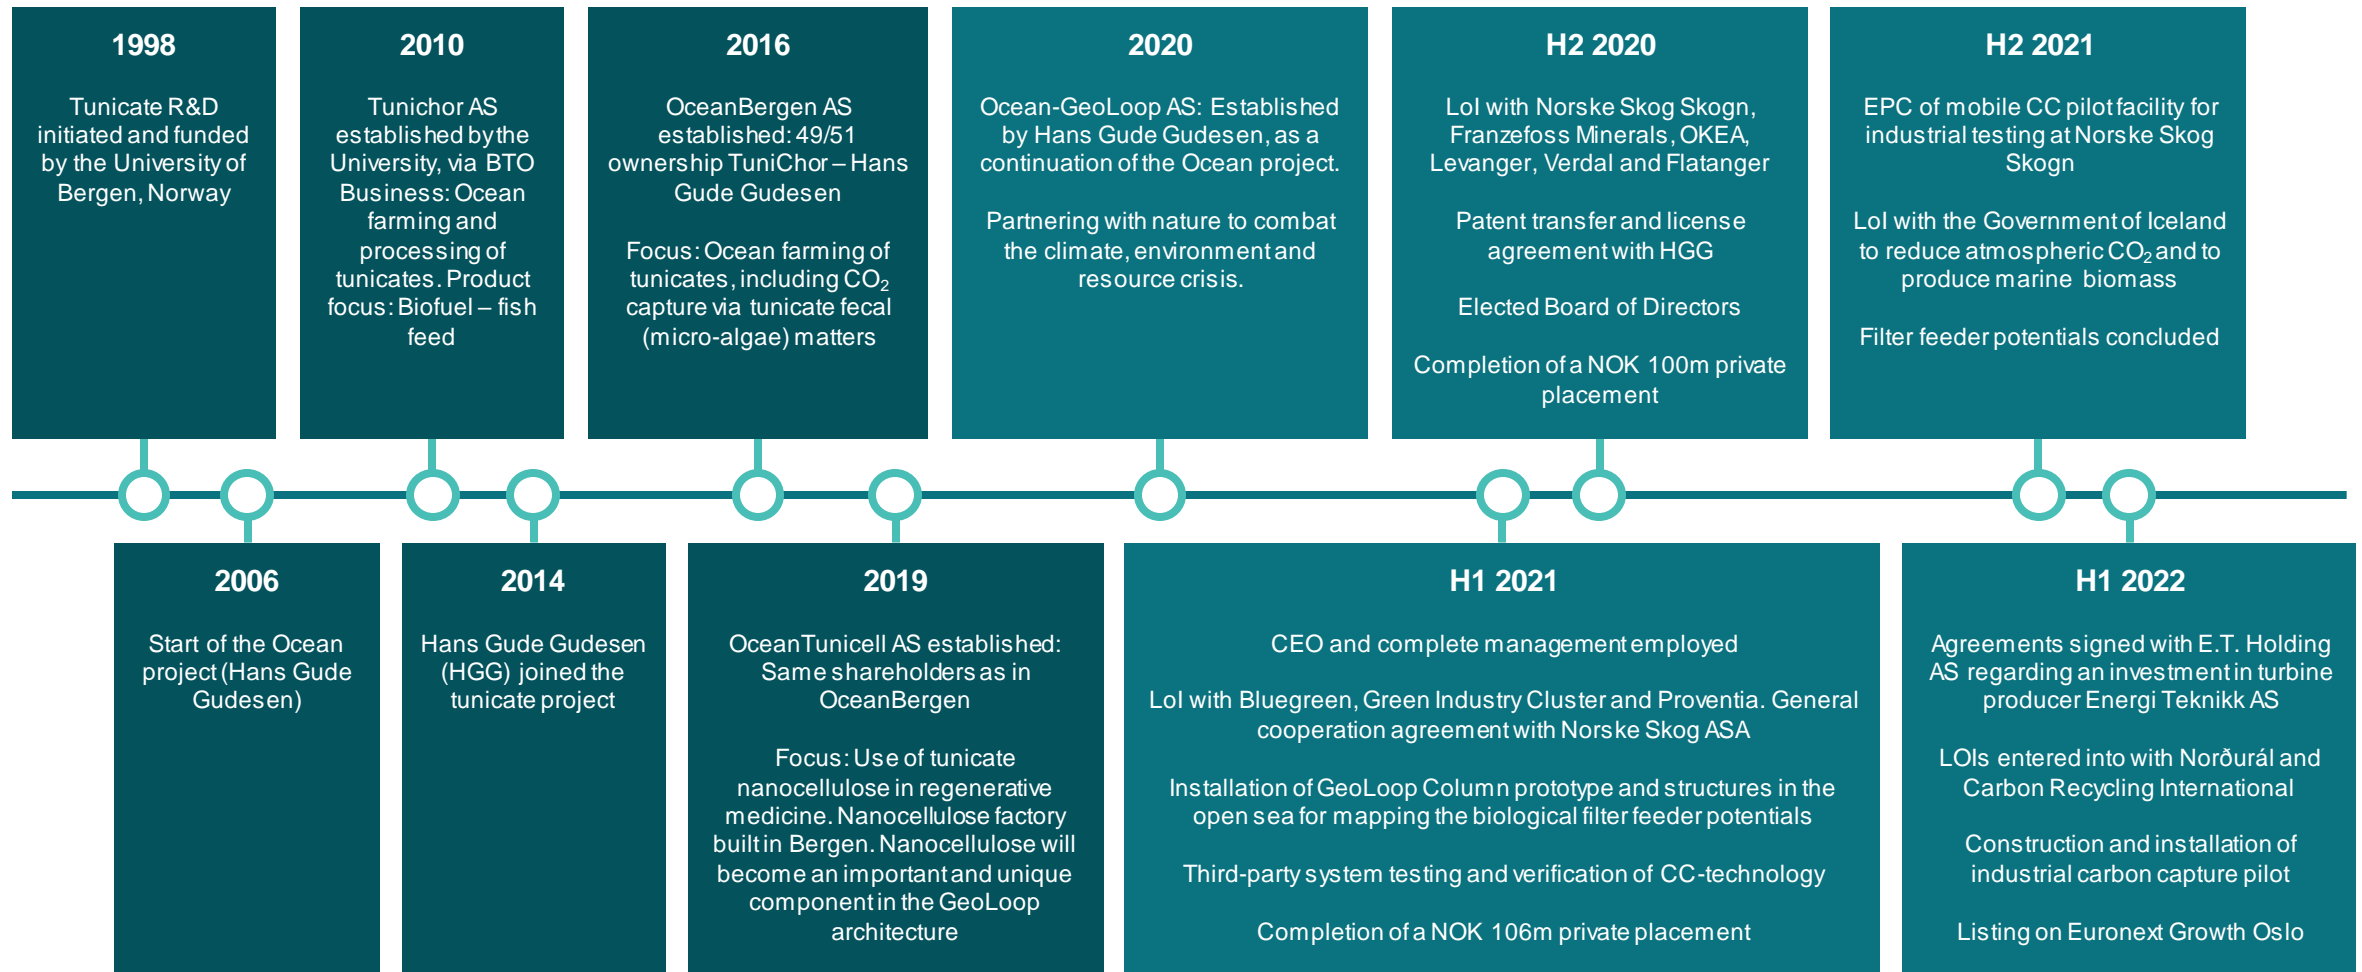 1998
Tunicate R&D
initiated and funded
by the University of
Bergen, Norway
2010
Tunichor AS
established by the
University, via BTO
Business: Ocean
farming and
processing of
tunicates. Product
focus: Biofuel – fish
feed
2016
OceanBergen AS
established: 49/51
ownership TuniChor – Hans
Gude Gudesen
Focus: Ocean farming of
tunicates, including CO₂
capture via tunicate fecal
(micro-algae) matters
2020
Ocean-GeoLoop AS: Established
by Hans Gude Gudesen, as a
continuation of the Ocean project.
Partnering with nature to combat
the climate, environment and
resource crisis.
H2 2020
LoI with Norske Skog Skogn,
Franzefoss Minerals, OKEA,
Levanger, Verdal and Flatanger
Patent transfer and license
agreement with HGG
Elected Board of Directors
Completion of a NOK 100m private
placement
H2 2021
EPC of mobile CC pilot facility for
industrial testing at Norske Skog
Skogn
LoI with the Government of Iceland
to reduce atmospheric CO₂ and to
produce marine biomass
Filter feeder potentials concluded
2006
Start of the Ocean
project (Hans Gude
Gudesen)
2014
Hans Gude Gudesen
(HGG) joined the
tunicate project
2019
OceanTunicell AS established:
Same shareholders as in
OceanBergen
Focus: Use of tunicate
nanocellulose in regenerative
medicine. Nanocellulose factory
built in Bergen. Nanocellulose will
become an important and unique
component in the GeoLoop
architecture
H1 2021
CEO and complete management employed
LoI with Bluegreen, Green Industry Cluster and Proventia. General
cooperation agreement with Norske Skog ASA
Installation of GeoLoop Column prototype and structures in the
open sea for mapping the biological filter feeder potentials
Third-party system testing and verification of CC-technology
Completion of a NOK 106m private placement
H1 2022
Agreements signed with E.T. Holding
AS regarding an investment in turbine
producer Energi Teknikk AS
LOIs entered into with Norðurál and
Carbon Recycling International
Construction and installation of
industrial carbon capture pilot
Listing on Euronext Growth Oslo